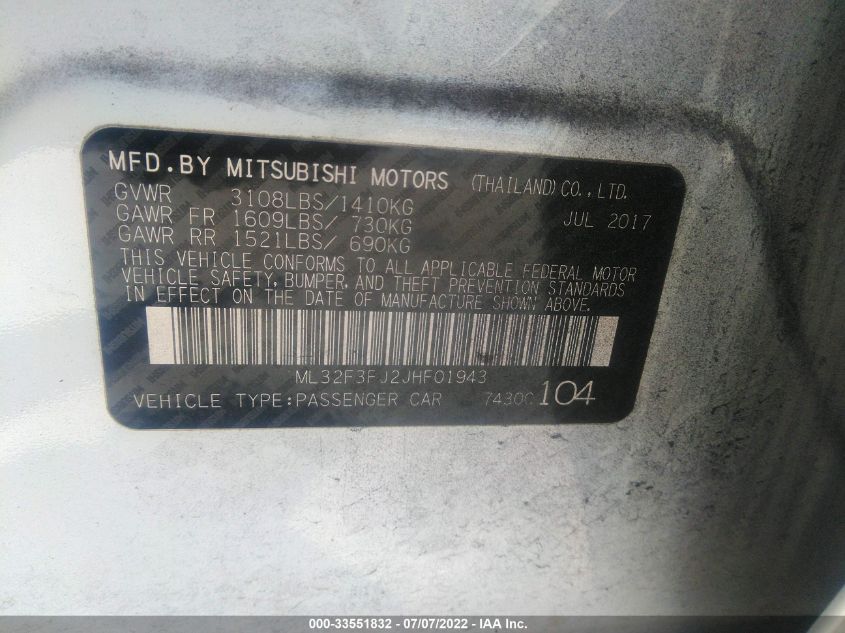 MFD.BY MITSUBISHI MOTORS (THAILAND) CO., LTD.
GVWR 3108LBS/1410KG JUL 2017
GAWR FR 1609LBS/ 730KG
GAWR RR 1521LBS/ 690KG
THIS VEHICLE CONFORMS TO ALL APPLICABLE FEDERAL MOTOR
VEHICLE SAFETY, BUMPER, AND THEFT PREVENTION STANDARDS
IN EFFECT ON THE DATE OF MANUFACTURE SHOWN ABOVE.
ML32F3FJ2JHF01943
VEHICLE TYPE:PASSENGER CAR 7430C 104
000-33551832 - 07/07/2022 - IAA Inc.